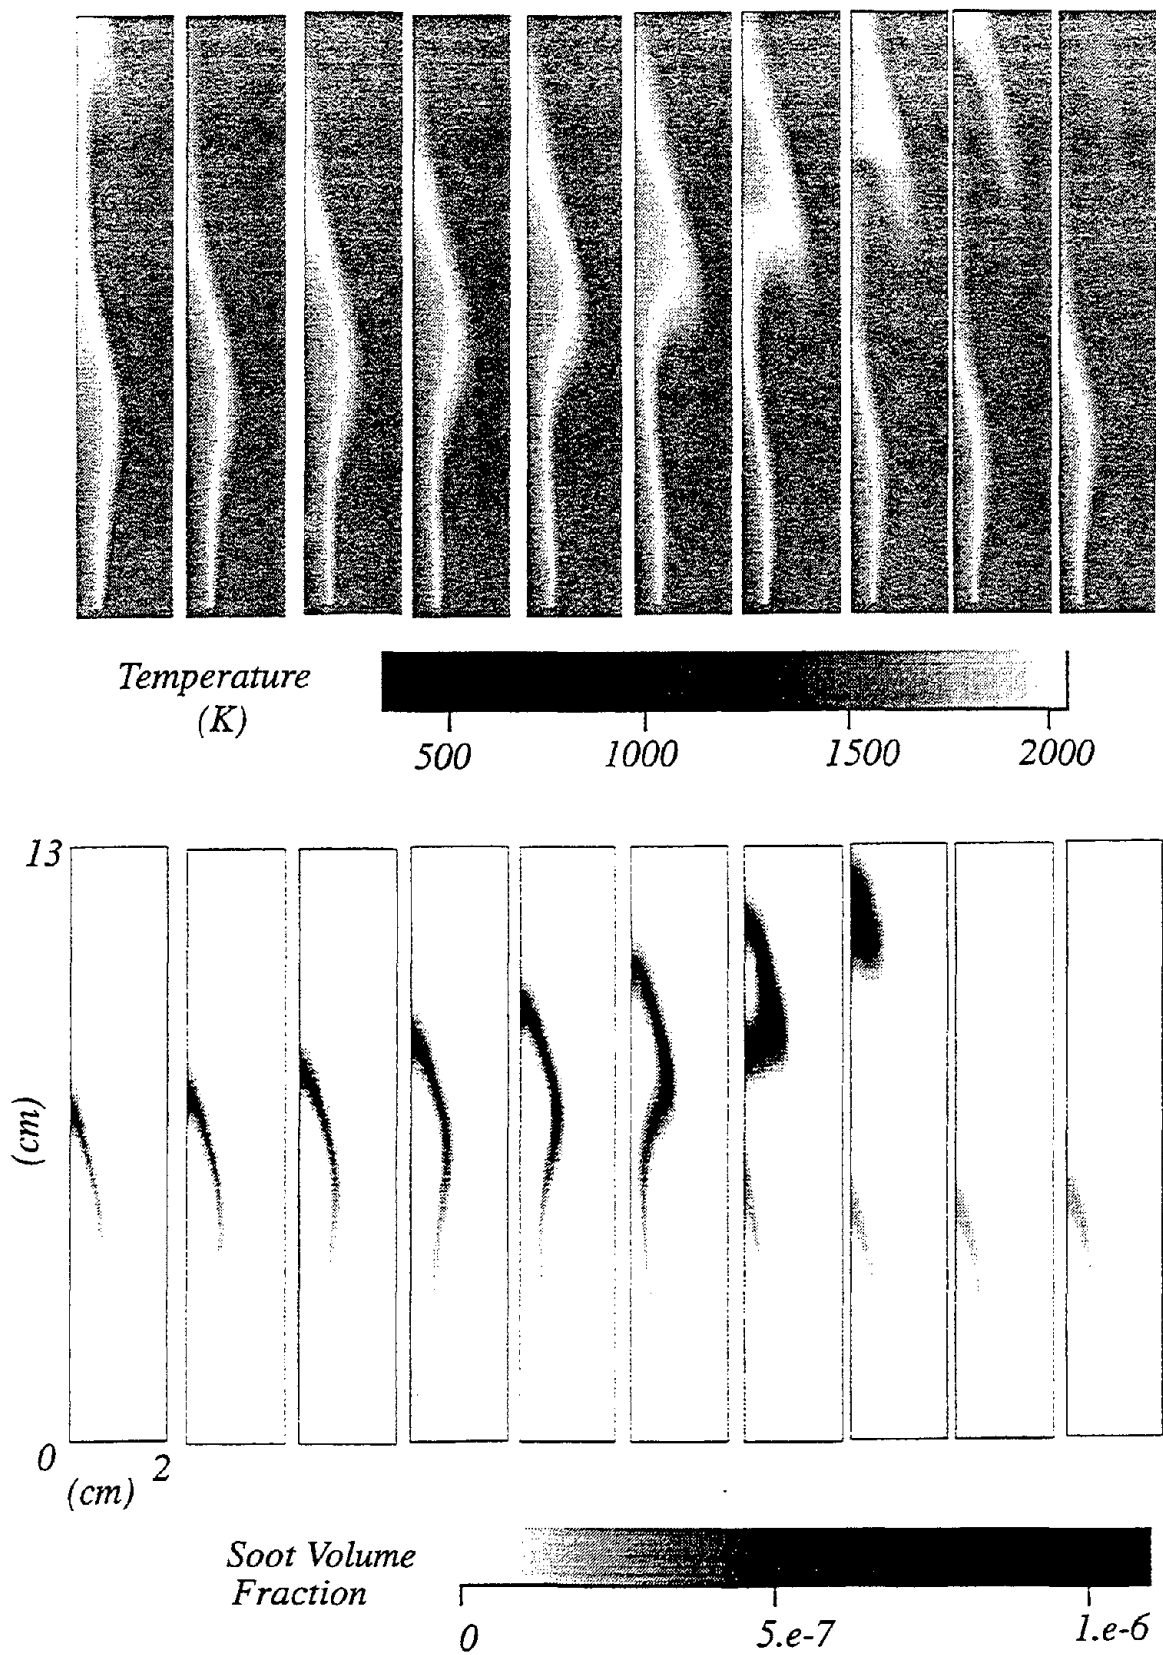 Temperature
(K)
500 1000 1500 2000
13
(cm)
0 2
(cm)
Soot Volume
Fraction
0 5.e-7 1.e-6